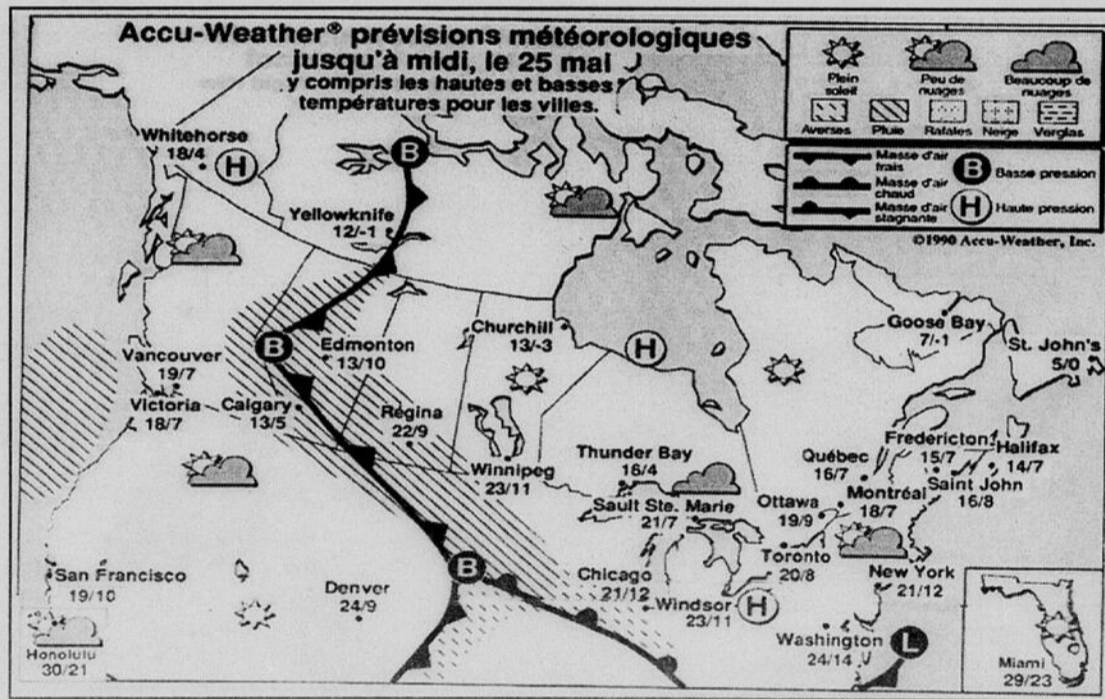 Accu-Weather® prévisions météorologiques
jusqu'à midi, le 25 mai
y compris les hautes et basses
températures pour les villes.
Plein soleil
Peu de nuages
Beaucoup de nuages
Averses
Pluie
Rafales
Neige
Verglas
Masse d'air frais
B
Basse pression
Masse d'air chaud
Masse d'air stagnante
H
Haute pression
©1990 Accu-Weather, Inc.
Whitehorse
18/4
H
B
Yellowknife
12/-1
B
Edmonton
13/10
Churchill
13/-3
H
Goose Bay
7/-1
St. John's
5/0
Vancouver
19/7
Victoria
18/7
Calgary
13/5
Régina
22/9
Winnipeg
23/11
Thunder Bay
16/4
Sault Ste. Marie
21/7
Québec
16/7
Fredericton
15/7
Halifax
14/7
Saint John
16/8
Montréal
18/7
Ottawa
19/9
Toronto
20/8
B
Chicago
21/12
Windsor
23/11
H
New York
21/12
San Francisco
19/10
Denver
24/9
Washington
24/14
L
Honolulu
30/21
Miami
29/23